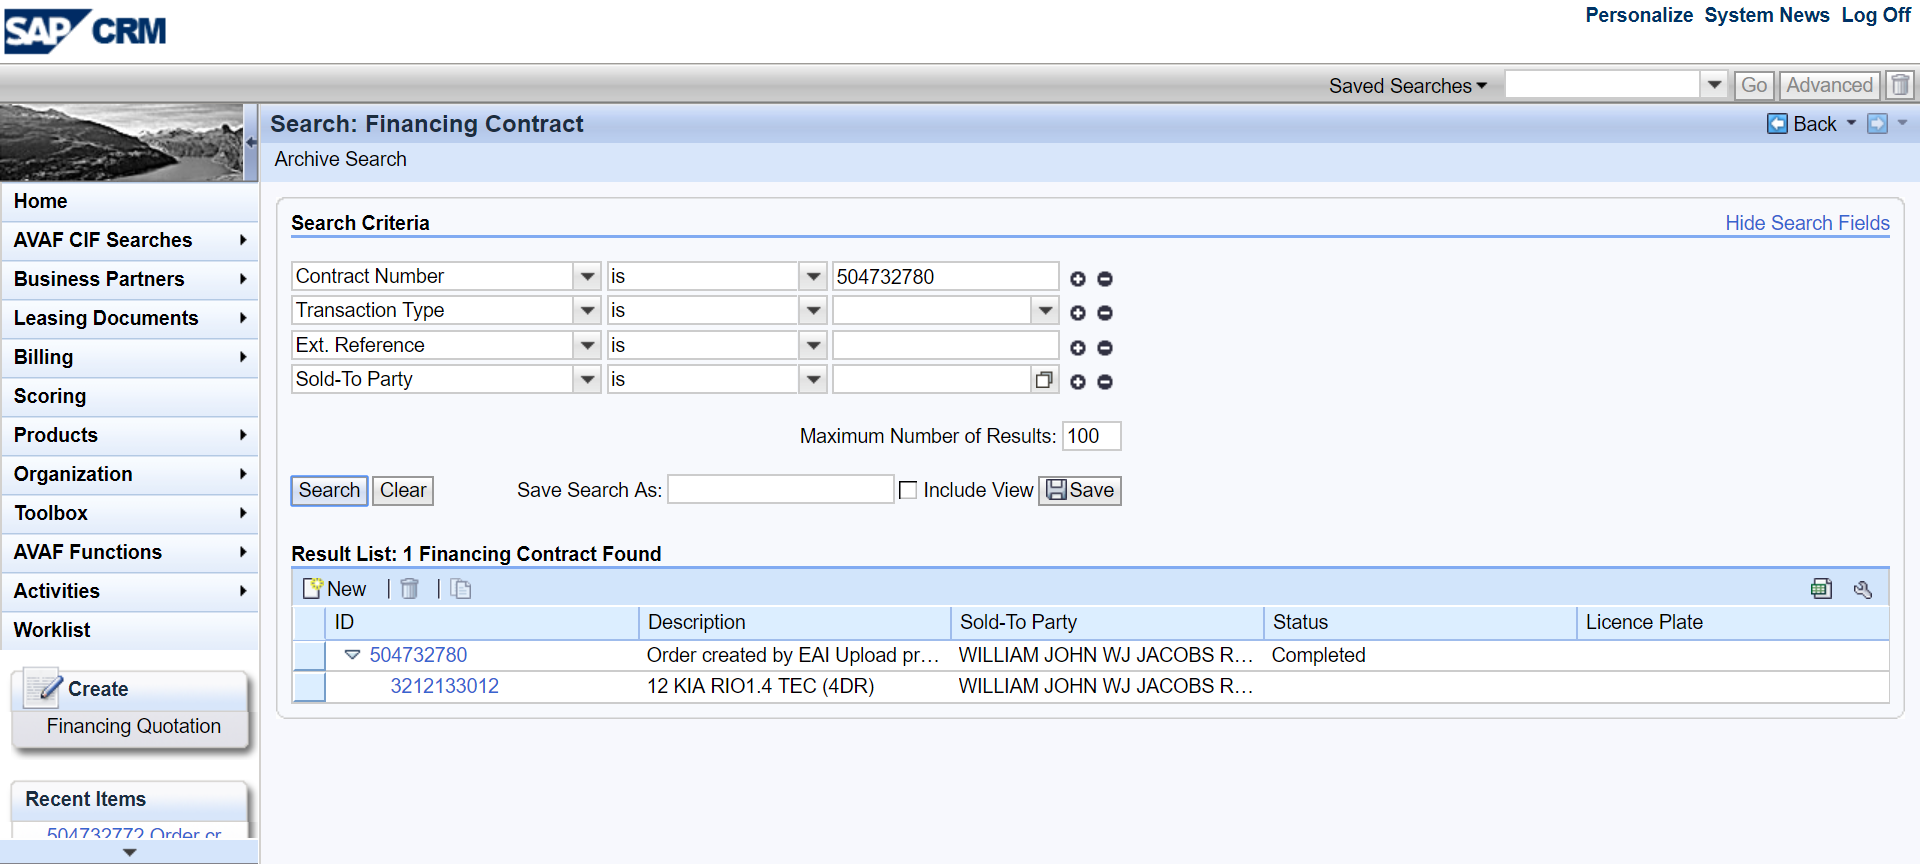 SAP CRM
Personalize System News Log Off
Saved Searches Go Advanced
Search: Financing Contract
Back
Archive Search
Home
AVAF CIF Searches
Business Partners
Leasing Documents
Billing
Scoring
Products
Organization
Toolbox
AVAF Functions
Activities
Worklist
Create
Financing Quotation
Recent Items
504732772 Order cr
Search Criteria
Hide Search Fields
Contract Number is 504732780
Transaction Type is
Ext. Reference is
Sold-To Party is
Maximum Number of Results: 100
Search Clear Save Search As: Include View Save
Result List: 1 Financing Contract Found
New
ID Description Sold-To Party Status Licence Plate
504732780 Order created by EAI Upload pr... WILLIAM JOHN WJ JACOBS R... Completed
3212133012 12 KIA RIO1.4 TEC (4DR) WILLIAM JOHN WJ JACOBS R...